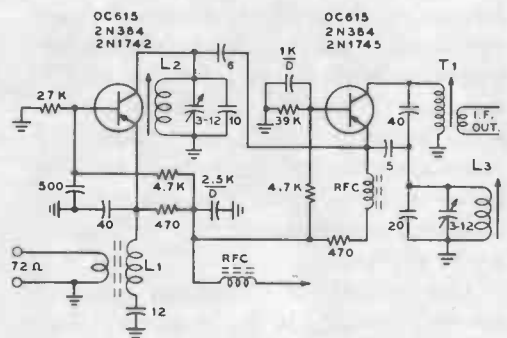 OC615
2N384
2N1742
OC615
2N384
2N1745
1K
D
T1
27K
L2
6
3-12
10
39K
40
I.F.
OUT.
5
L3
500
4.7K
2.5K
D
4.7K
RFC
40
470
20
3-12
470
72 Ω
L1
RFC
12